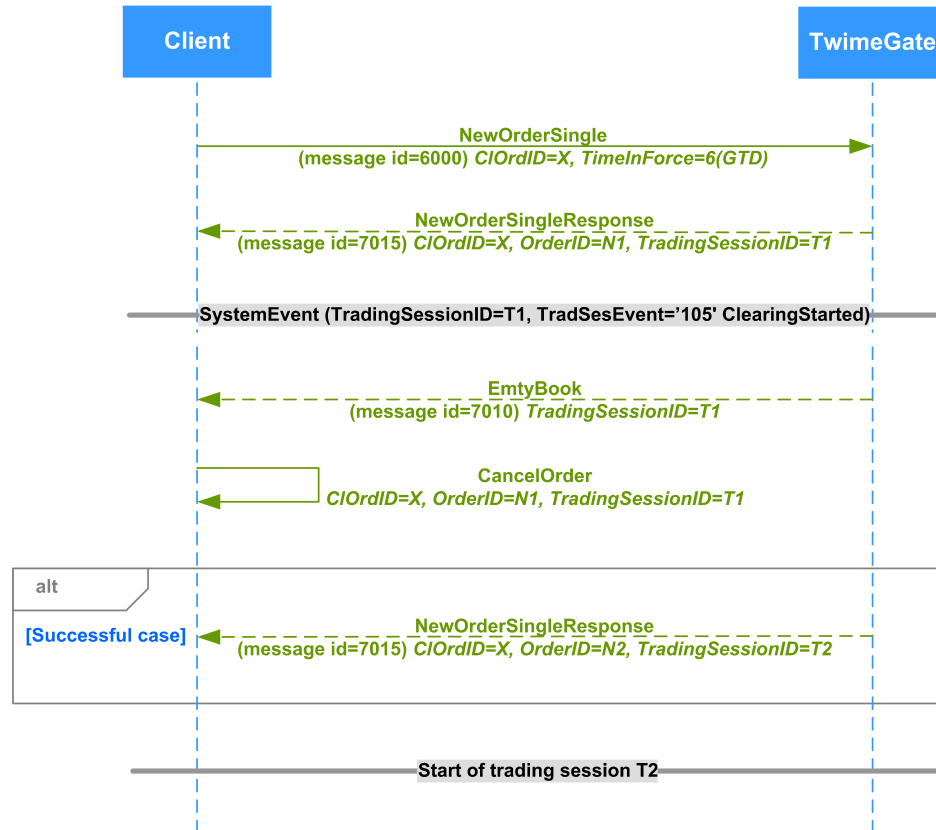 Client
TwimeGate
NewOrderSingle
(message id=6000) ClOrdID=X, TimeInForce=6(GTD)
NewOrderSingleResponse
(message id=7015) ClOrdID=X, OrderID=N1, TradingSessionID=T1
SystemEvent (TradingSessionID=T1, TradSesEvent=’105' ClearingStarted)
EmtyBook
(message id=7010) TradingSessionID=T1
CancelOrder
ClOrdID=X, OrderID=N1, TradingSessionID=T1
alt
[Successful case]
NewOrderSingleResponse
(message id=7015) ClOrdID=X, OrderID=N2, TradingSessionID=T2
Start of trading session T2